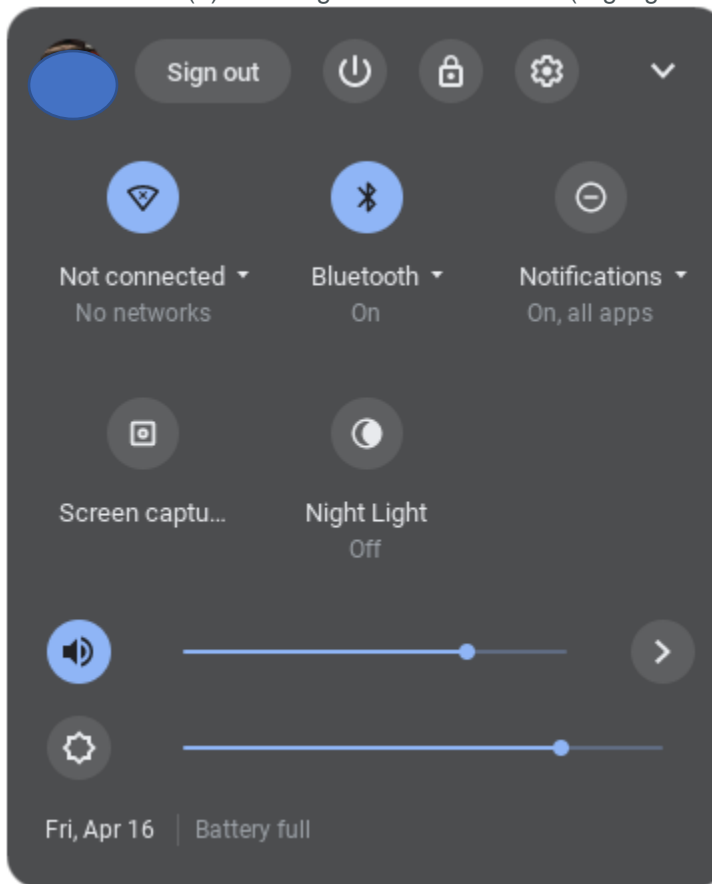 Sign out
Not connected Bluetooth Notifications
No networks On On, all apps
Screen captu... Night Light
Off
Fri, Apr 16 Battery full